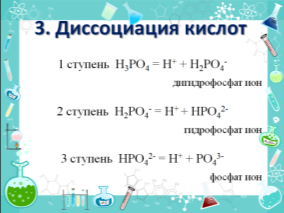 3. Диссоциация кислот
1 ступень H₃PO₄ = H⁺ + H₂PO₄⁻
дигидрофосфат ион
2 ступень H₂PO₄⁻ = H⁺ + HPO₄²⁻
гидрофосфат ион
3 ступень HPO₄²⁻ = H⁺ + PO₄³⁻
фосфат ион